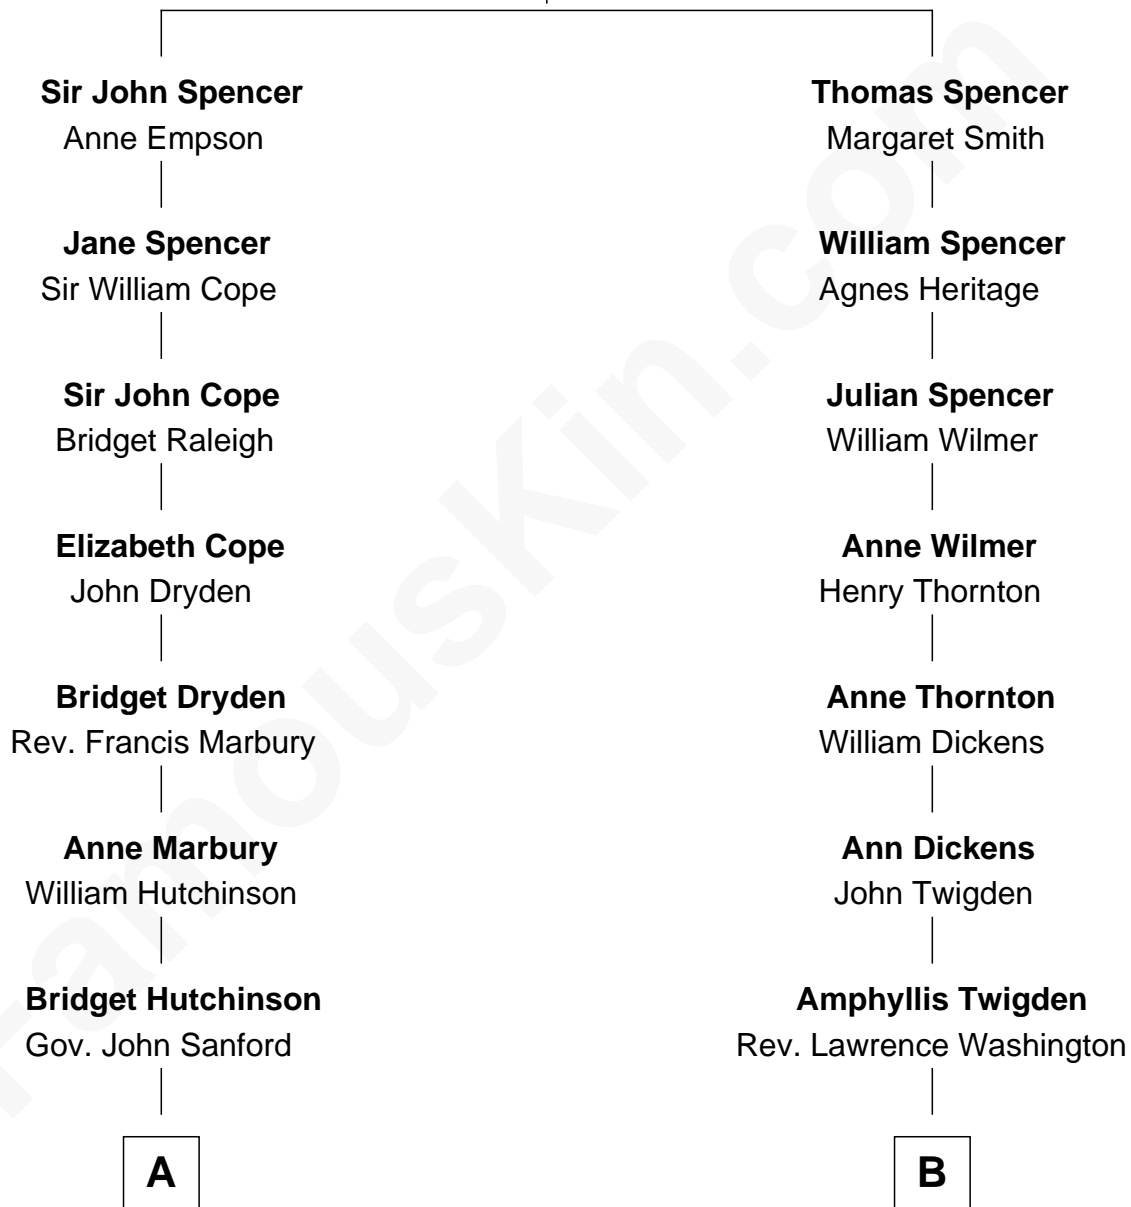 Sir John Spencer
Anne Empson
Jane Spencer
Sir William Cope
Sir John Cope
Bridget Raleigh
Elizabeth Cope
John Dryden
Bridget Dryden
Rev. Francis Marbury
Anne Marbury
William Hutchinson
Bridget Hutchinson
Gov. John Sanford
A
Thomas Spencer
Margaret Smith
William Spencer
Agnes Heritage
Julian Spencer
William Wilmer
Anne Wilmer
Henry Thornton
Anne Thornton
William Dickens
Ann Dickens
John Twigden
Amphyllis Twigden
Rev. Lawrence Washington
B
FamousKin.com